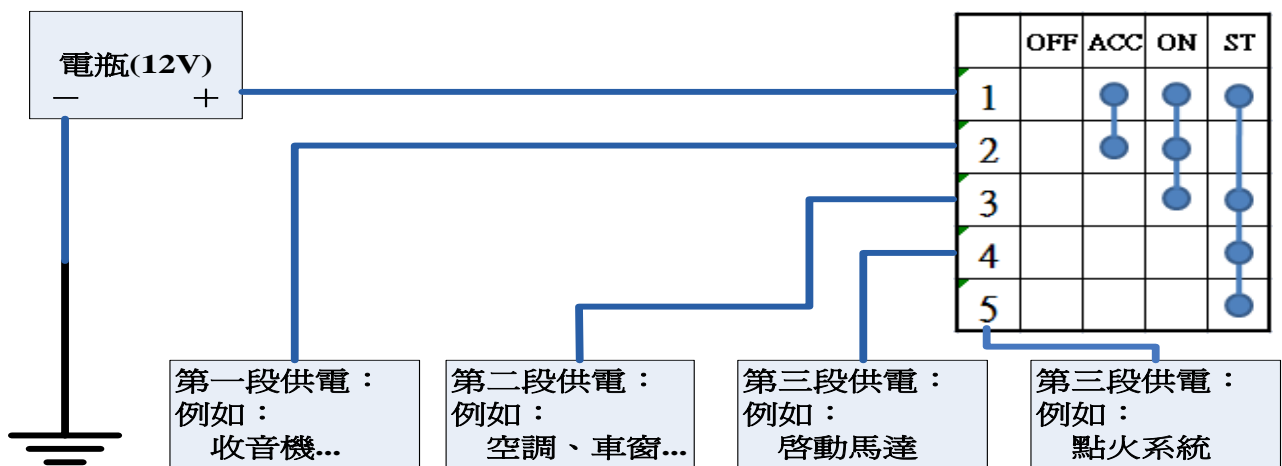 電瓶(12V)
— +
OFF ACC ON ST
1
2
3
4
5
第一段供電：
例如：
收音機...
第二段供電：
例如：
空調、車窗...
第三段供電：
例如：
啓動馬達
第三段供電：
例如：
點火系統